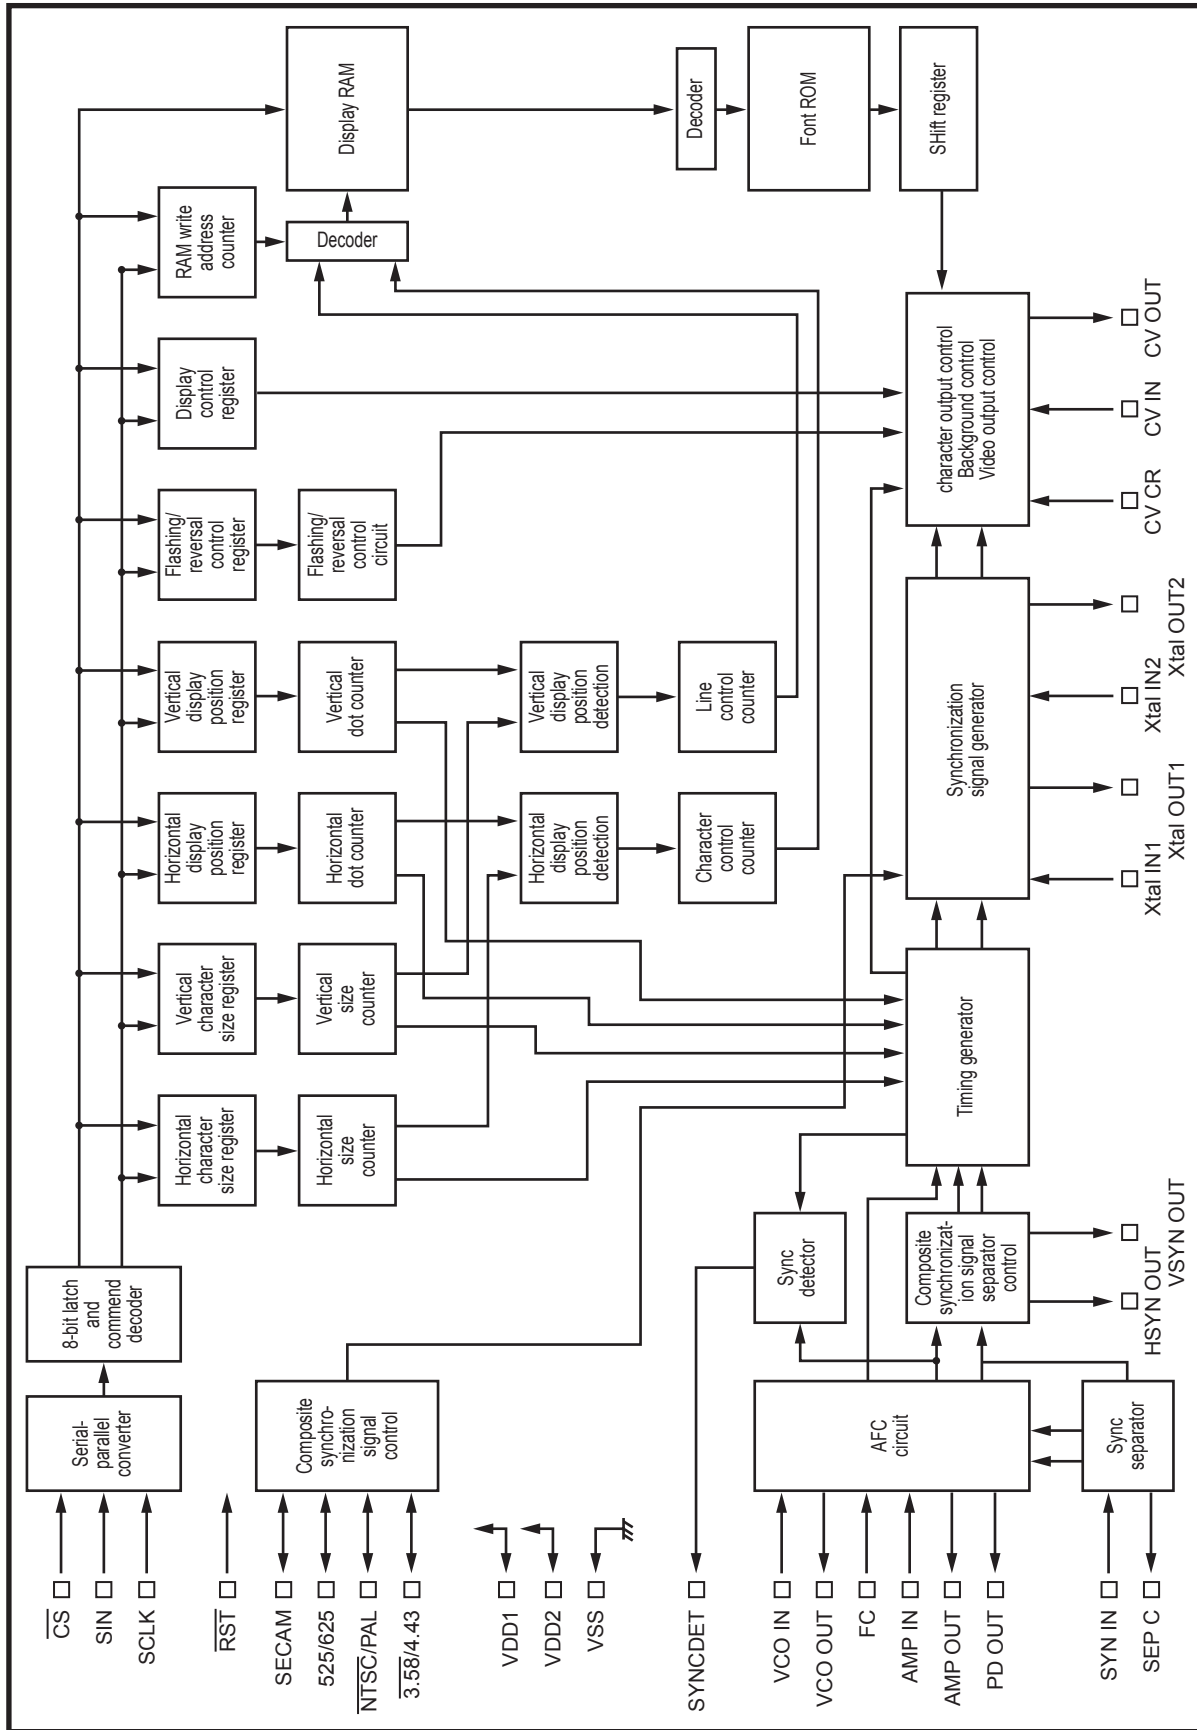 CS
SIN
SCLK
RST
SECAM
525/625
NTSC/PAL
3.58/4.43
VDD1
VDD2
VSS
SYNCDET
VCO IN
VCO OUT
FC
AMP IN
AMP OUT
PD OUT
SYN IN
SEP C
Serial-
parallel
converter
8-bit latch
and
commend
decoder
Composite
synchro-
nization
signal
control
AFC
circuit
Sync
separator
Sync
detector
Composite
synchronizat-
ion signal
separator
control
HSYN OUT
VSYN OUT
Horizontal
character
size register
Horizontal
size
counter
Vertical
character
size register
Vertical
size
counter
Horizontal
display
position
register
Horizontal
dot counter
Horizontal
display
position
detection
Character
control
counter
Vertical
display
position
register
Vertical
dot counter
Vertical
display
position
detection
Line
control
counter
Flashing/
reversal
control
register
Flashing/
reversal
control
circuit
Display
control
register
RAM write
address
counter
Decoder
Display RAM
Decoder
Font ROM
SHift register
Timing generator
Synchronization
signal generator
character output control
Background control
Video output control
Xtal IN1
Xtal OUT1
Xtal IN2
Xtal OUT2
CV CR
CV IN
CV OUT